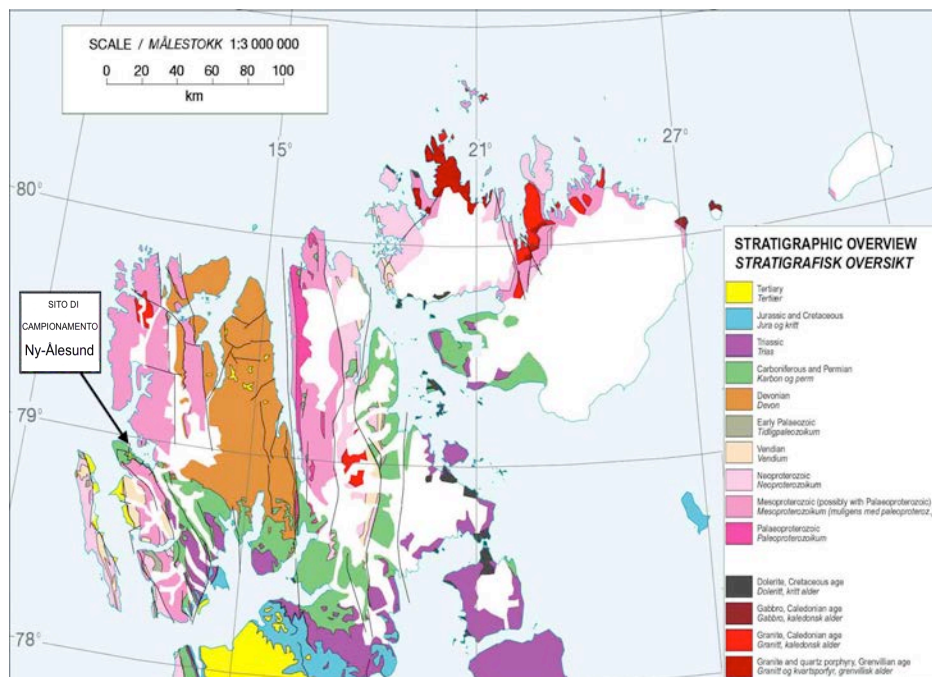 SCALE / MÅLESTOKK 1:3 000 000
0 20 40 60 80 100
km
15°
21°
27°
80°
79°
78°
SITO DI
CAMPIONAMENTO
Ny-Ålesund
STRATIGRAPHIC OVERVIEW
STRATIGRAFISK OVERSIKT
Tertiary
Tertiær
Jurassic and Cretaceous
Jura og kritt
Triassic
Trias
Carboniferous and Permian
Karbon og perm
Devonian
Devon
Early Palaeozoic
Tidligpaleozoikum
Vendian
Vendium
Neoproterozoic
Neoproterozoikum
Mesoproterozoic (possibly with Palaeoproterozoic)
Mesoproterozoikum (muligens med paleoproteroz.)
Palaeoproterozoic
Paleoproterozoikum
Dolerite, Cretaceous age
Doleritt, kritt alder
Gabbro, Caledonian age
Gabbro, kaledonsk alder
Granite, Caledonian age
Granitt, kaledonsk alder
Granite and quartz porphyry, Grenvillian age
Granitt og kvartsporfyr, grenvillisk alder